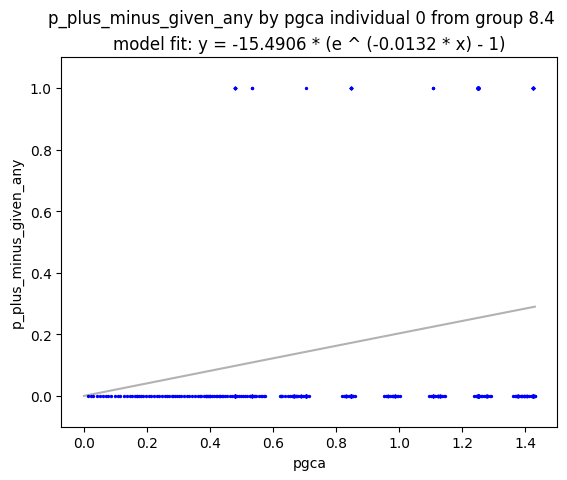 p_plus_minus_given_any by pgca individual 0 from group 8.4
model fit: y = -15.4906 * (e ^ (-0.0132 * x) - 1)
1.0
0.8
0.6
0.4
0.2
0.0
p_plus_minus_given_any
0.0 0.2 0.4 0.6 0.8 1.0 1.2 1.4
pgca